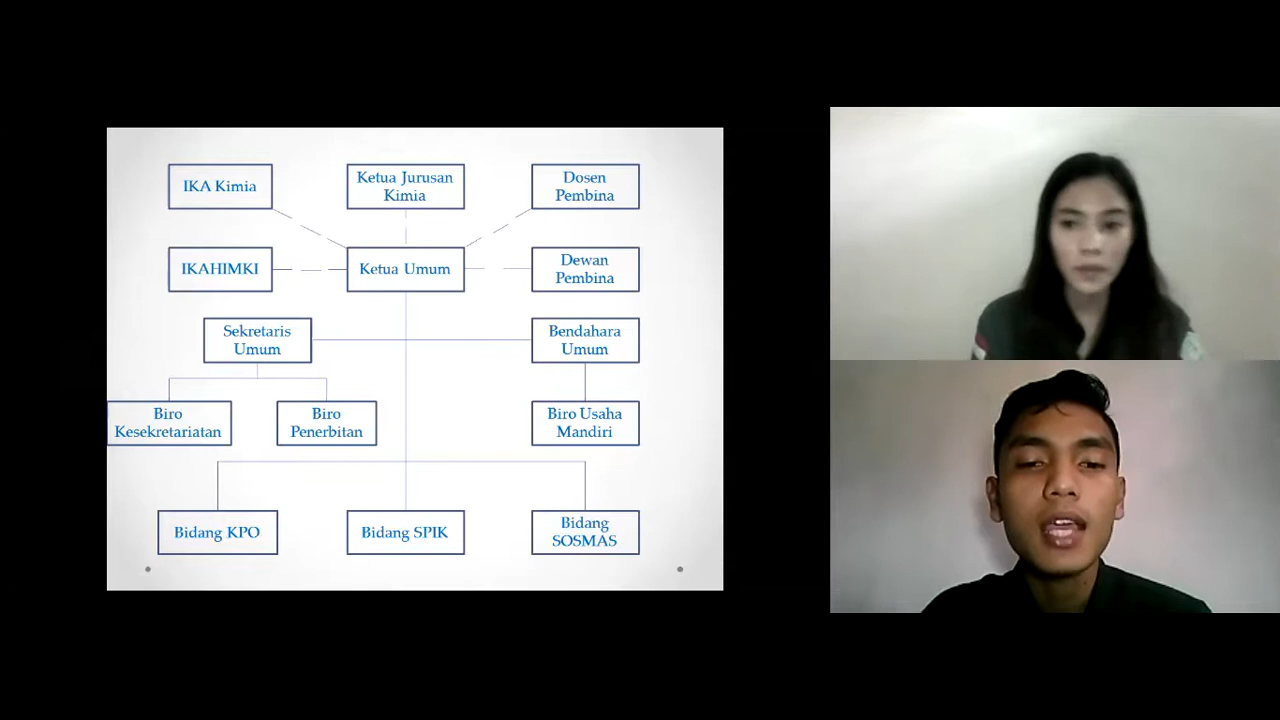 IKA Kimia
Ketua Jurusan
Kimia
Dosen
Pembina
IKAHIMKI
Ketua Umum
Dewan
Pembina
Sekretaris
Umum
Bendahara
Umum
Biro
Kesekretariatan
Biro
Penerbitan
Biro Usaha
Mandiri
Bidang KPO
Bidang SPIK
Bidang
SOSMAS